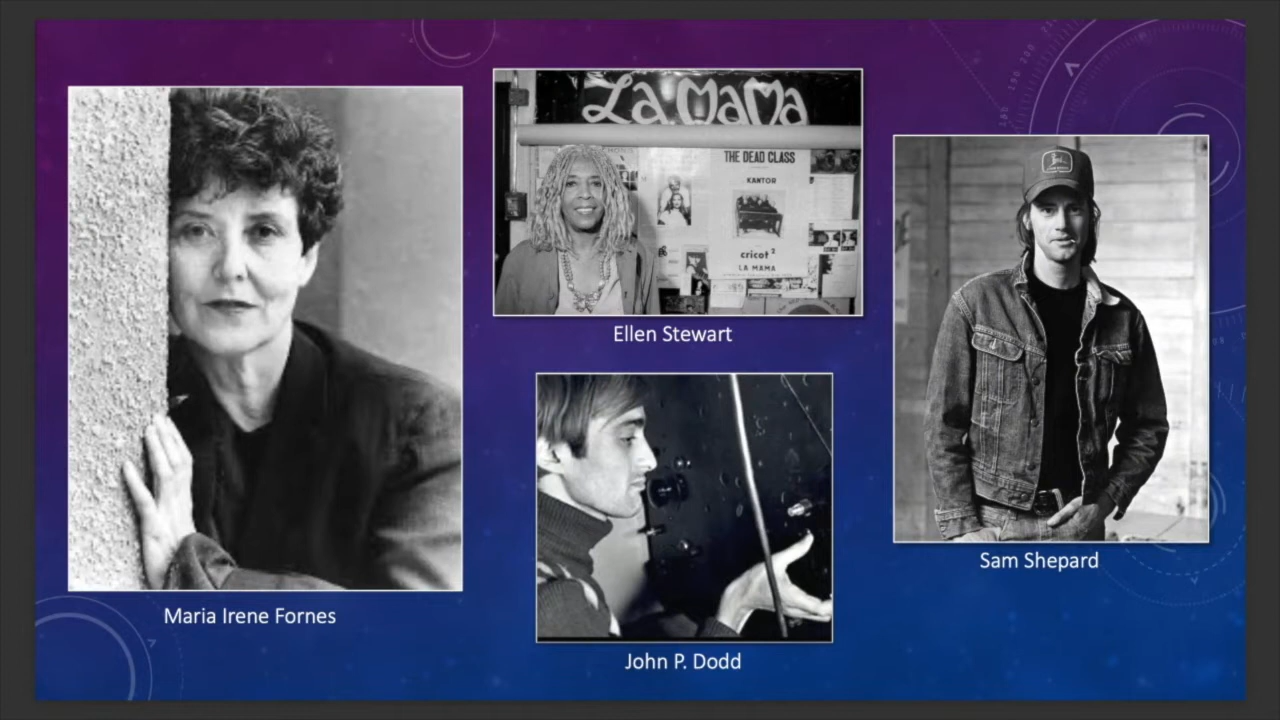 La MaMa
THE DEAD CLASS
KANTOR
cricot 2
LA MAMA
Ellen Stewart
Sam Shepard
Maria Irene Fornes
John P. Dodd